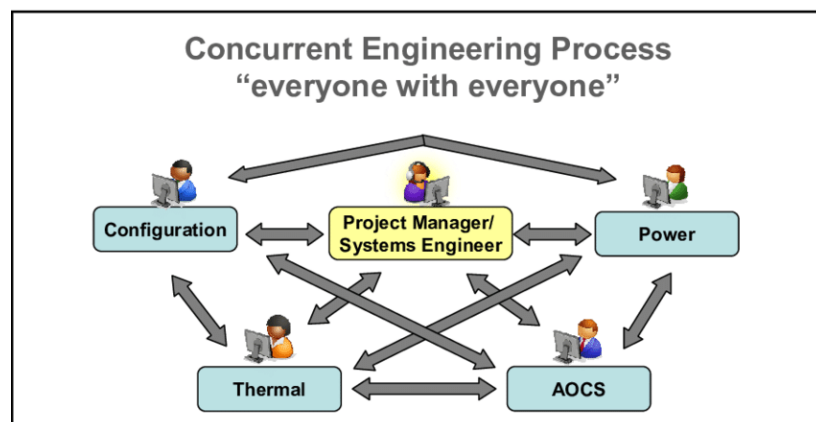 Concurrent Engineering Process
“everyone with everyone”
Configuration
Project Manager/
Systems Engineer
Power
Thermal
AOCS